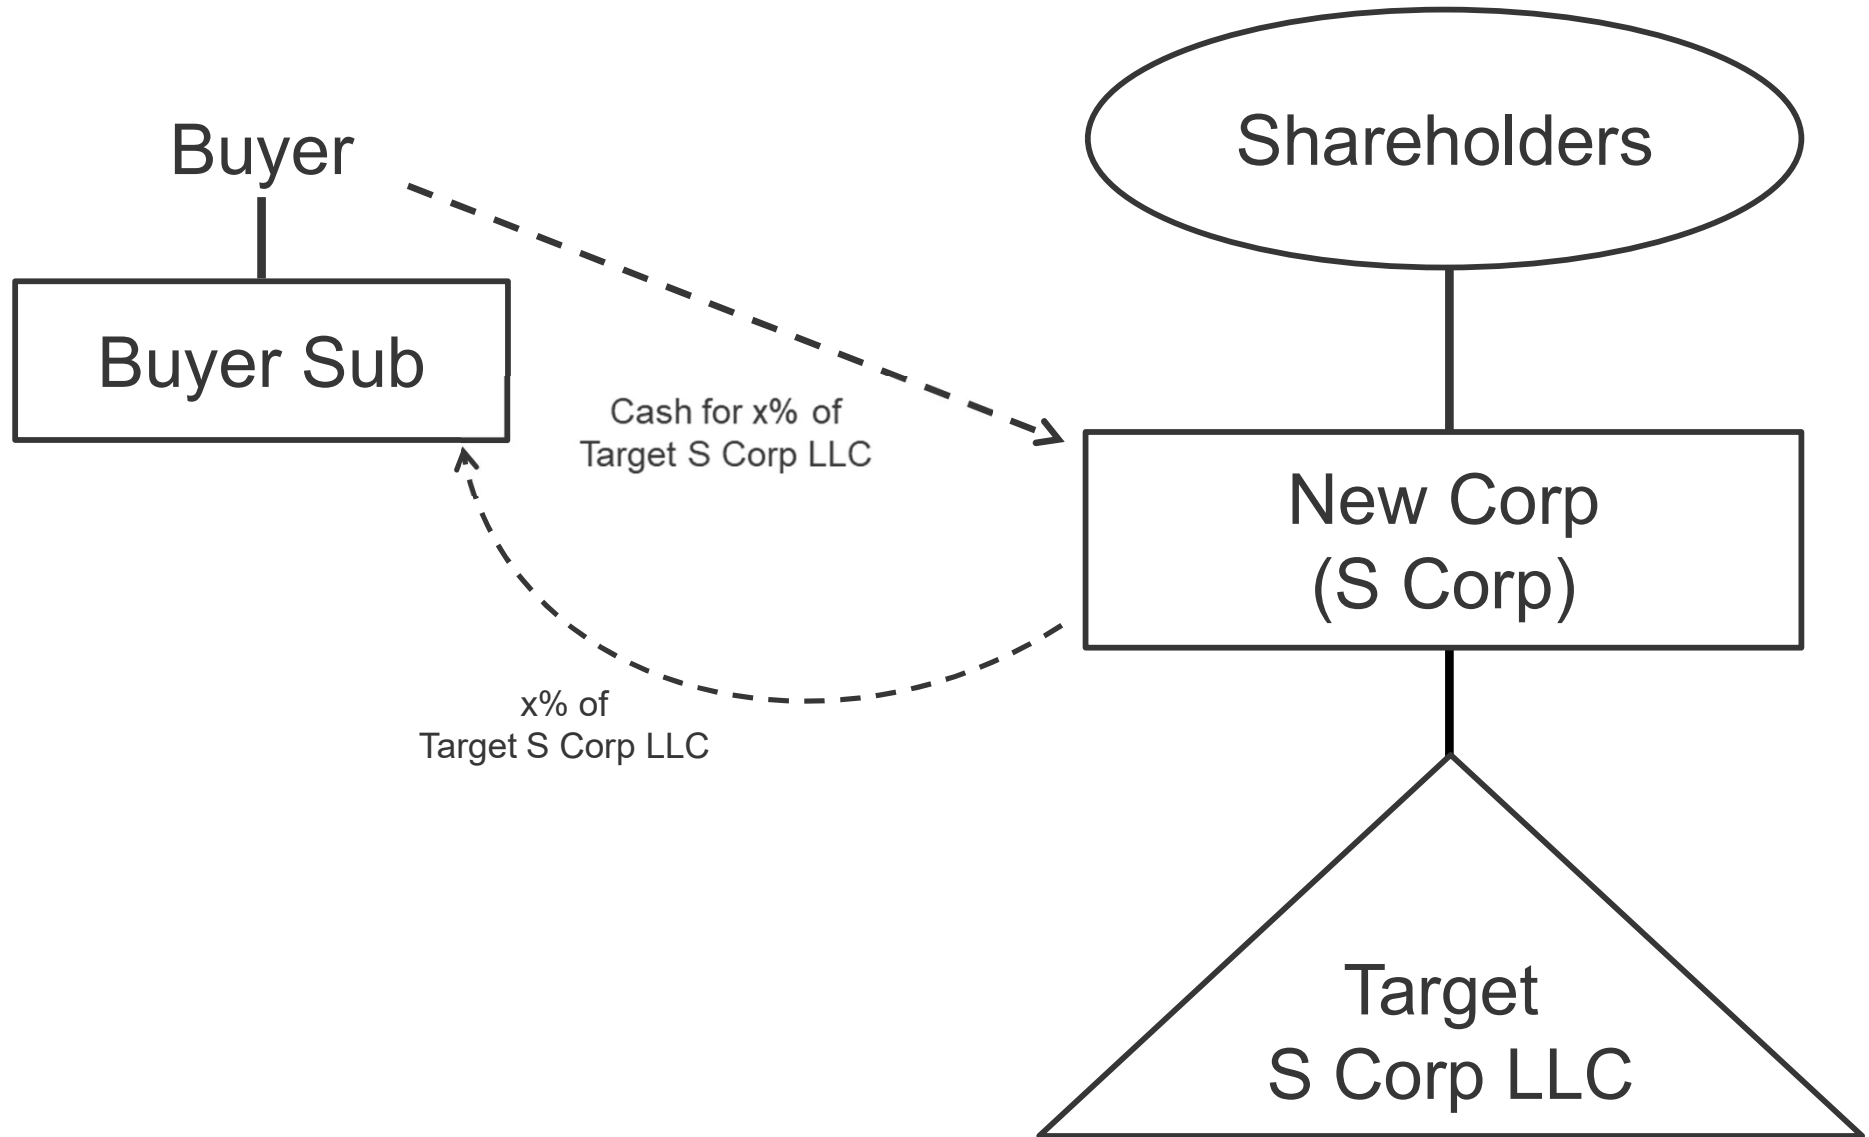 Buyer
Shareholders
Buyer Sub
Cash for x% of
Target S Corp LLC
New Corp
(S Corp)
x% of
Target S Corp LLC
Target
S Corp LLC